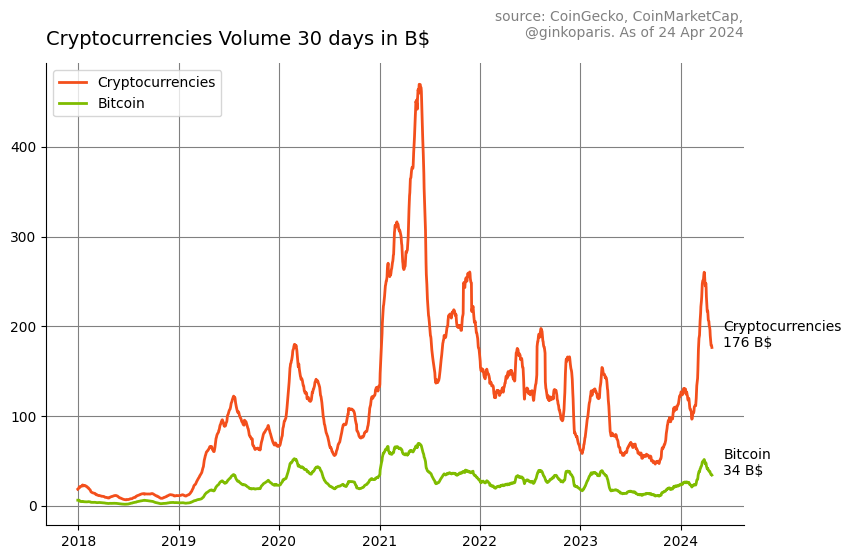 source: CoinGecko, CoinMarketCap,
@ginkoparis. As of 24 Apr 2024
Cryptocurrencies Volume 30 days in B$
Cryptocurrencies
Bitcoin
400
300
200
100
0
Cryptocurrencies
176 B$
Bitcoin
34 B$
2018 2019 2020 2021 2022 2023 2024